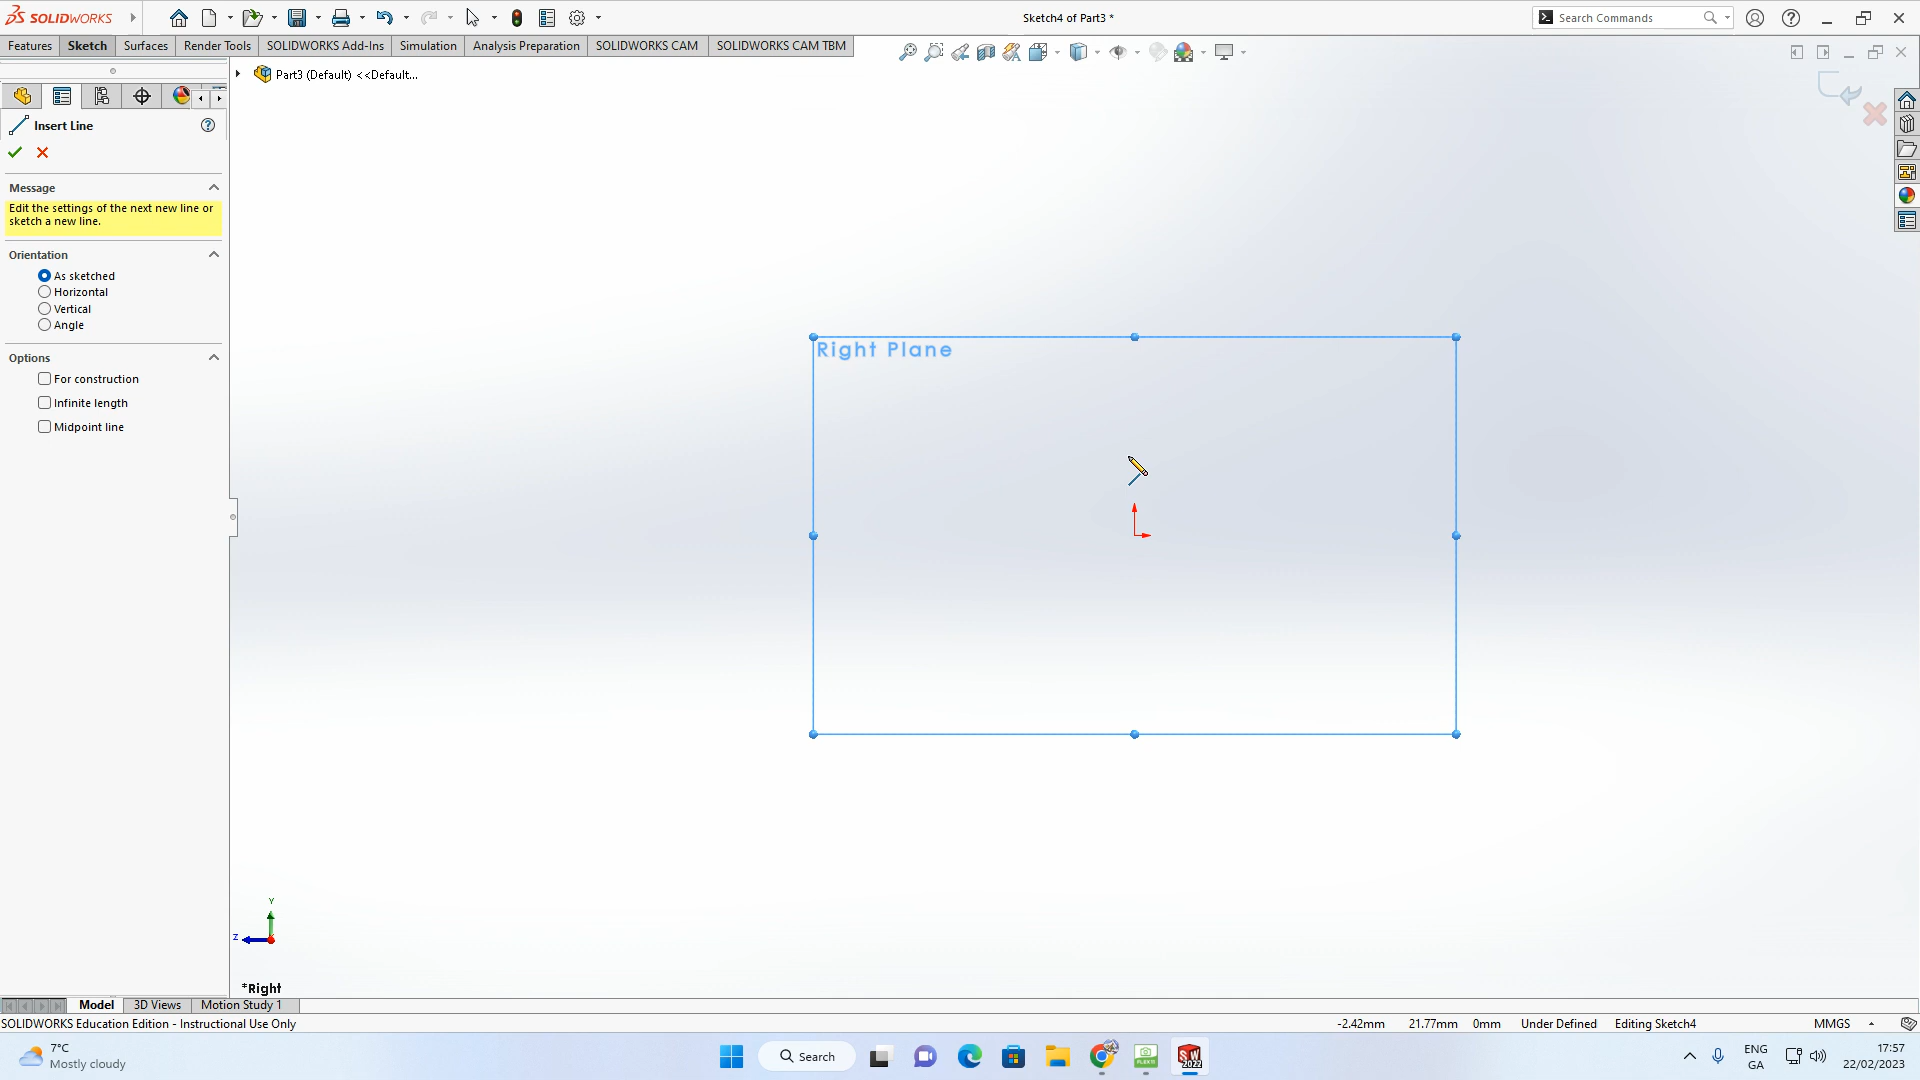 SOLIDWORKS
Sketch4 of Part3 *
Search Commands
Features
Sketch
Surfaces
Render Tools
SOLIDWORKS Add-Ins
Simulation
Analysis Preparation
SOLIDWORKS CAM
SOLIDWORKS CAM TBM
Part3 (Default) <<Default...
Insert Line
Message
Edit the settings of the next new line or
sketch a new line.
Orientation
As sketched
Horizontal
Vertical
Angle
Options
For construction
Infinite length
Midpoint line
Right Plane
Y
Z
*Right
Model
3D Views
Motion Study 1
SOLIDWORKS Education Edition - Instructional Use Only
-2.42mm
21.77mm
0mm
Under Defined
Editing Sketch4
MMGS
7°C
Mostly cloudy
Search
SW
2022
ENG
GA
17:57
22/02/2023